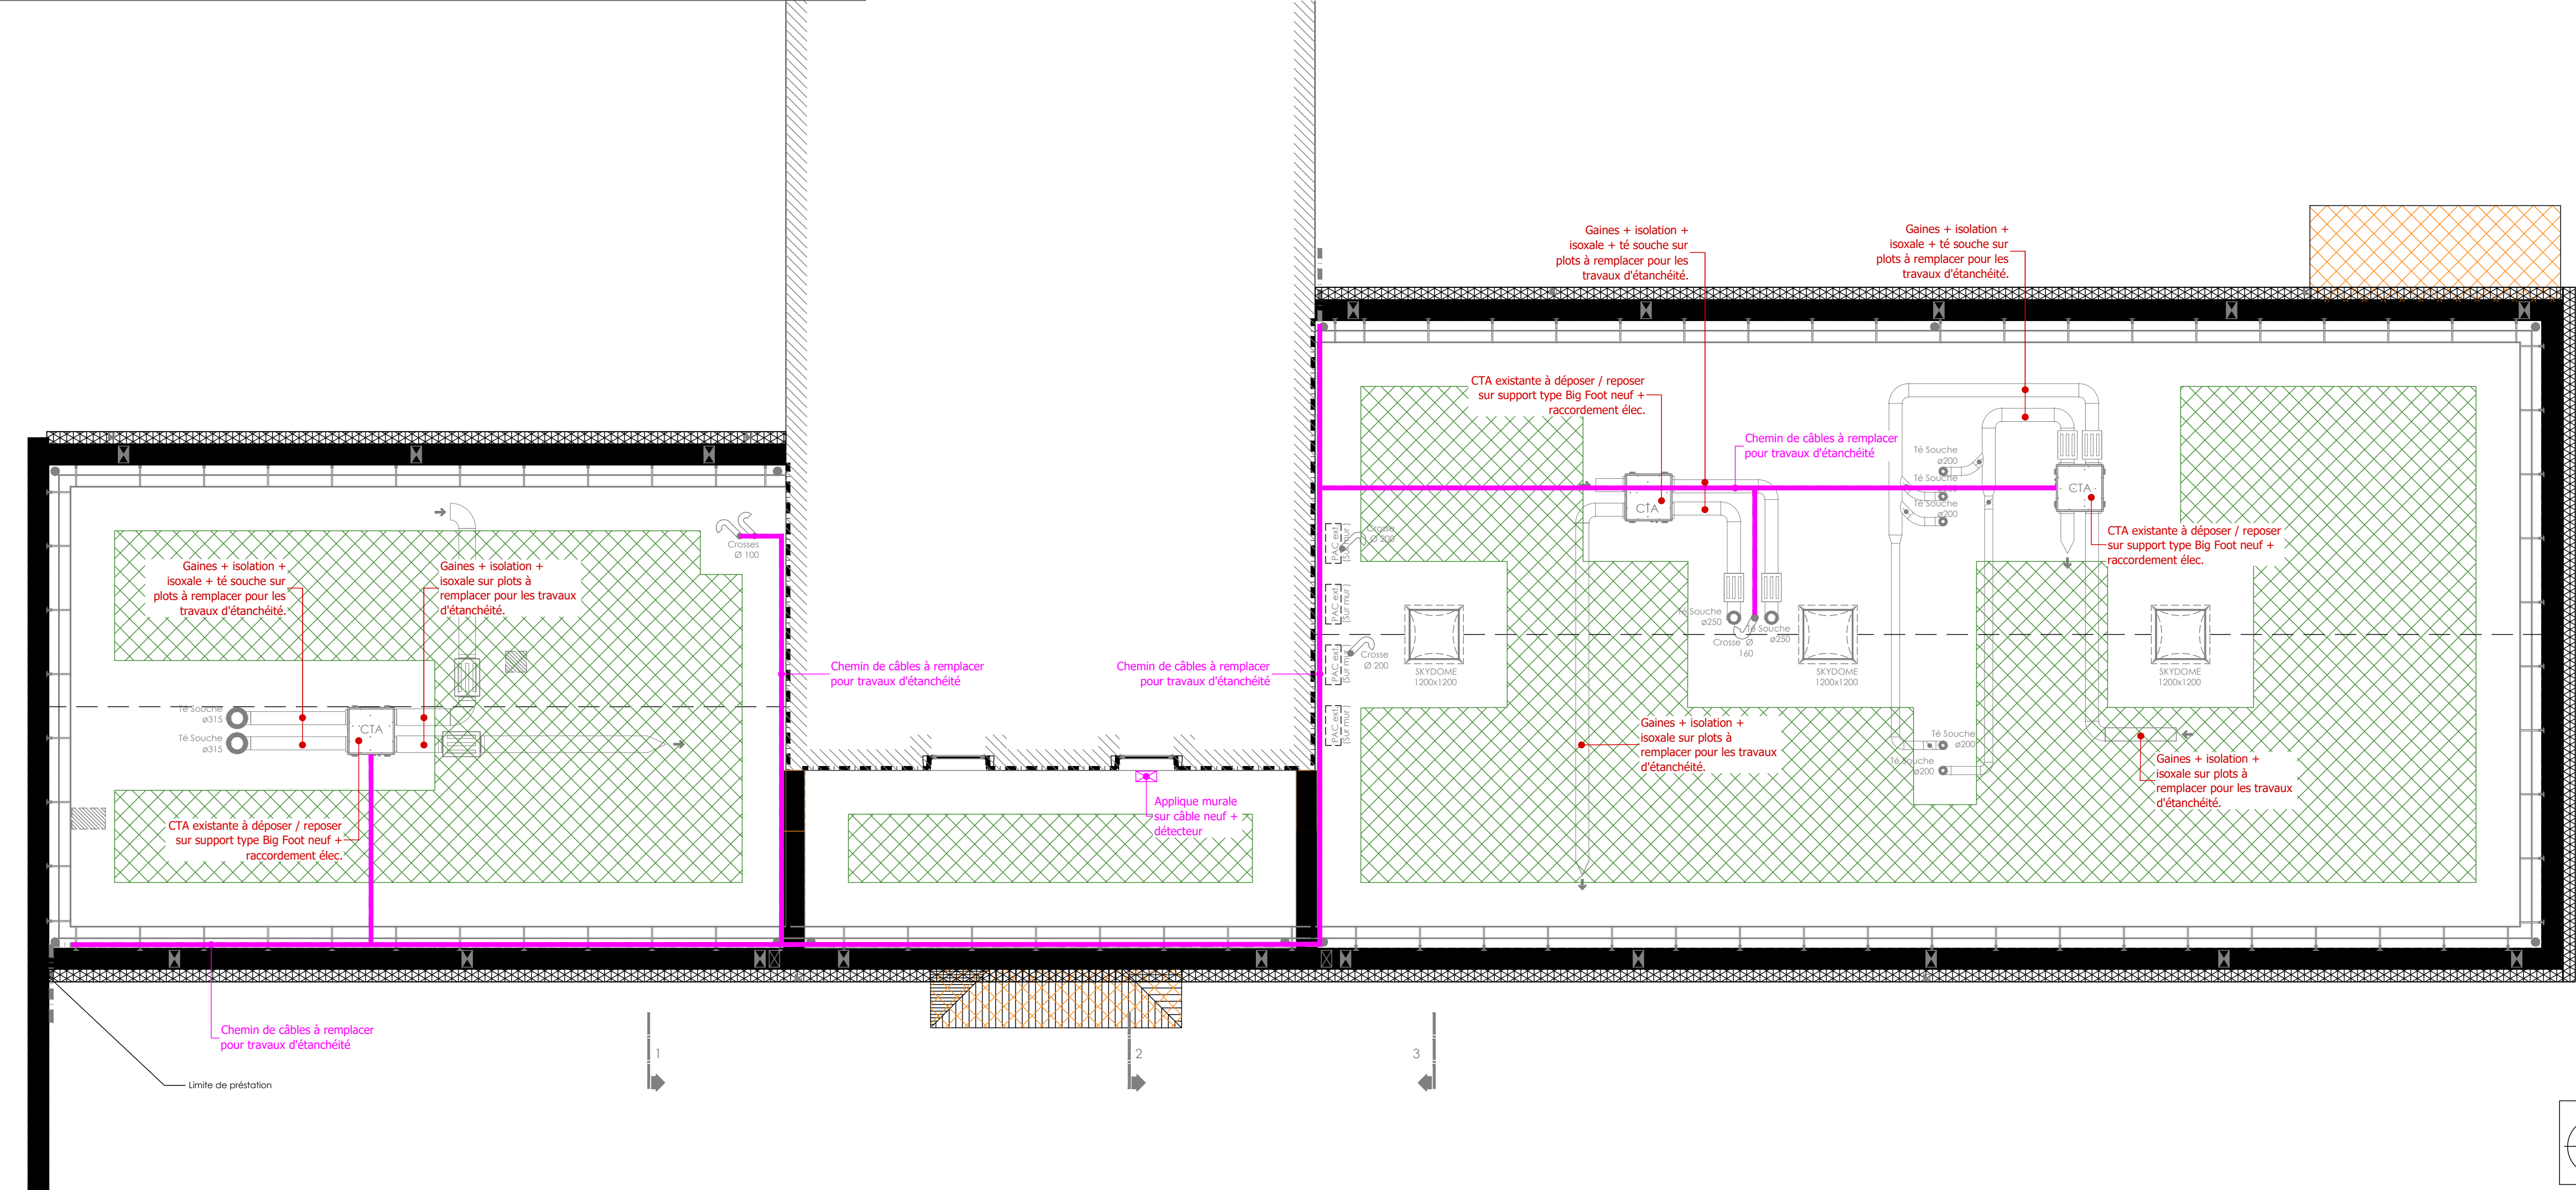 Gaines + isolation +
isoxale + té souche sur
plots à remplacer pour les
travaux d'étanchéité.
Gaines + isolation +
isoxale + té souche sur
plots à remplacer pour les
travaux d'étanchéité.
CTA existante à déposer / reposer
sur support type Big Foot neuf +
raccordement élec.
Chemin de câbles à remplacer
pour travaux d'étanchéité
Té Souche
ø200
Té Souche
Té Souche
ø200
CTA
CTA
CTA existante à déposer / reposer
sur support type Big Foot neuf +
raccordement élec.
Crosses
Ø 100
Gaines + isolation +
isoxale + té souche sur
plots à remplacer pour les
travaux d'étanchéité.
Gaines + isolation +
isoxale sur plots à
remplacer pour les travaux
d'étanchéité.
PAC ext.
(Sur mur)
Crosse
Ø 200
PAC ext.
(Sur mur)
PAC ext.
(Sur mur)
Crosse
Ø 200
PAC ext.
(Sur mur)
Té Souche
ø250
Té Souche
ø250
Crosse Ø
160
SKYDOME
1200x1200
SKYDOME
1200x1200
SKYDOME
1200x1200
Chemin de câbles à remplacer
pour travaux d'étanchéité
Chemin de câbles à remplacer
pour travaux d'étanchéité
Té Souche
ø315
Té Souche
ø315
CTA
Gaines + isolation +
isoxale sur plots à
remplacer pour les travaux
d'étanchéité.
Té Souche
ø200
Té Souche
ø200
Gaines + isolation +
isoxale sur plots à
remplacer pour les travaux
d'étanchéité.
Applique murale
sur câble neuf +
détecteur
CTA existante à déposer / reposer
sur support type Big Foot neuf +
raccordement élec.
Chemin de câbles à remplacer
pour travaux d'étanchéité
Limite de préstation
1
2
3